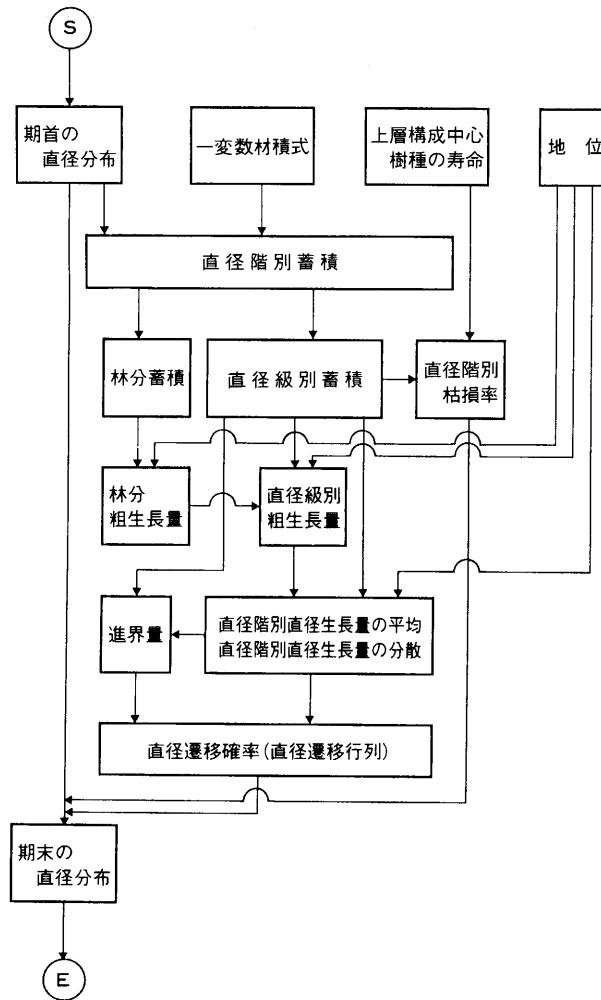 S
期首の
直径分布
一変数材積式
上層構成中心
樹種の寿命
地 位
直 径 階 別 蓄 積
林分蓄積
直 径 級 別 蓄 積
直径階別
枯損率
林分
粗生長量
直径級別
粗生長量
進界量
直径階別直径生長量の平均
直径階別直径生長量の分散
直径遷移確率(直径遷移行列)
期末の
直径分布
E